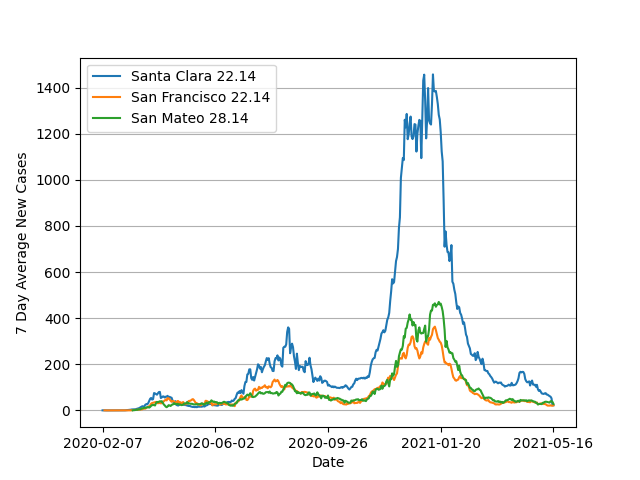 Santa Clara 22.14
San Francisco 22.14
San Mateo 28.14
7 Day Average New Cases
1400
1200
1000
800
600
400
200
0
2020-02-07 2020-06-02 2020-09-26 2021-01-20 2021-05-16
Date